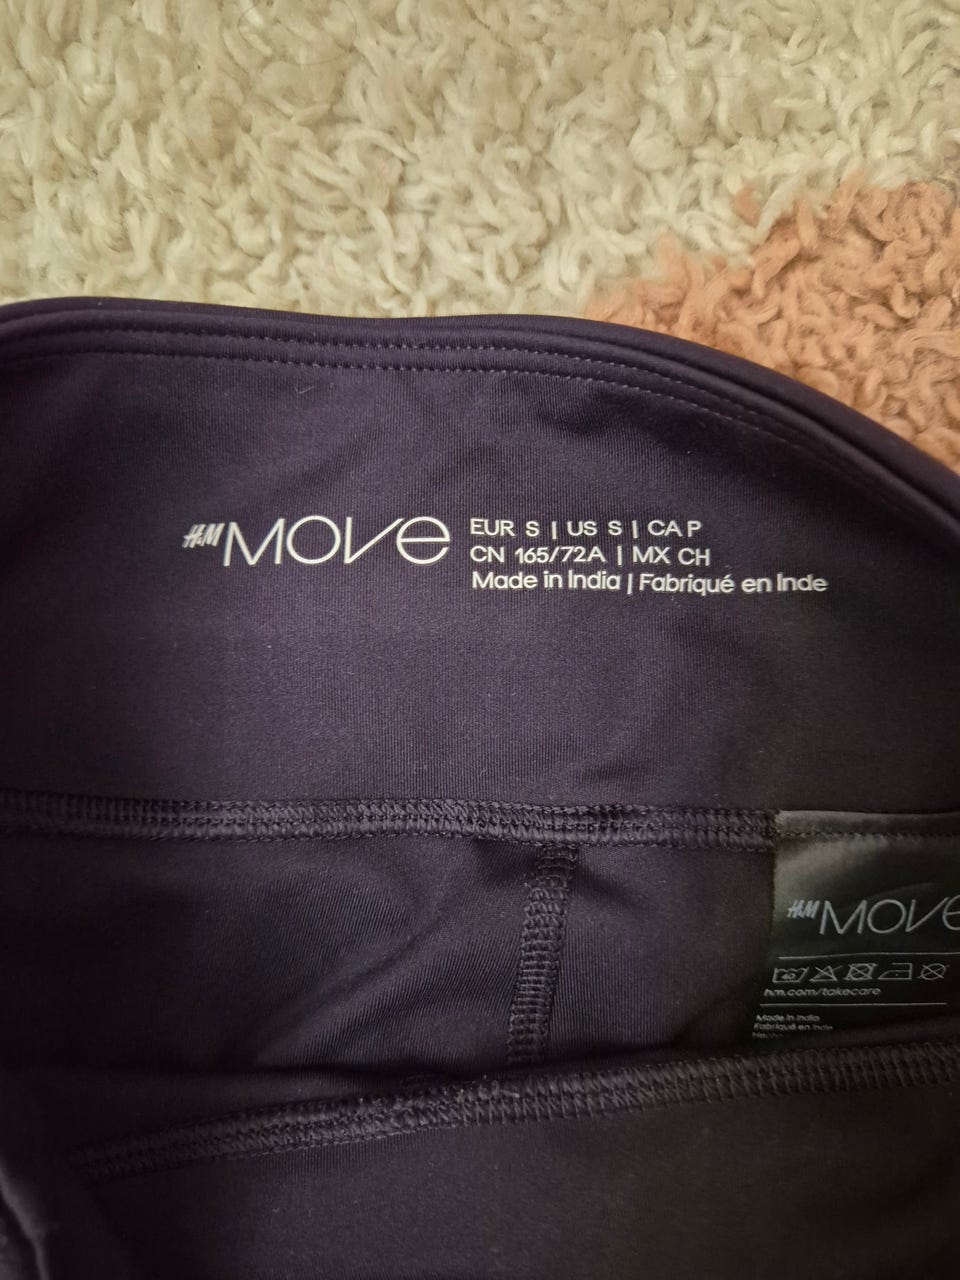 H&M MOVE
EUR S | US S | CA P
CN 165/72A | MX CH
Made in India | Fabriqué en Inde
H&M MOVE
40
hm.com/takecare
Made in India
Fabriqué en Inde